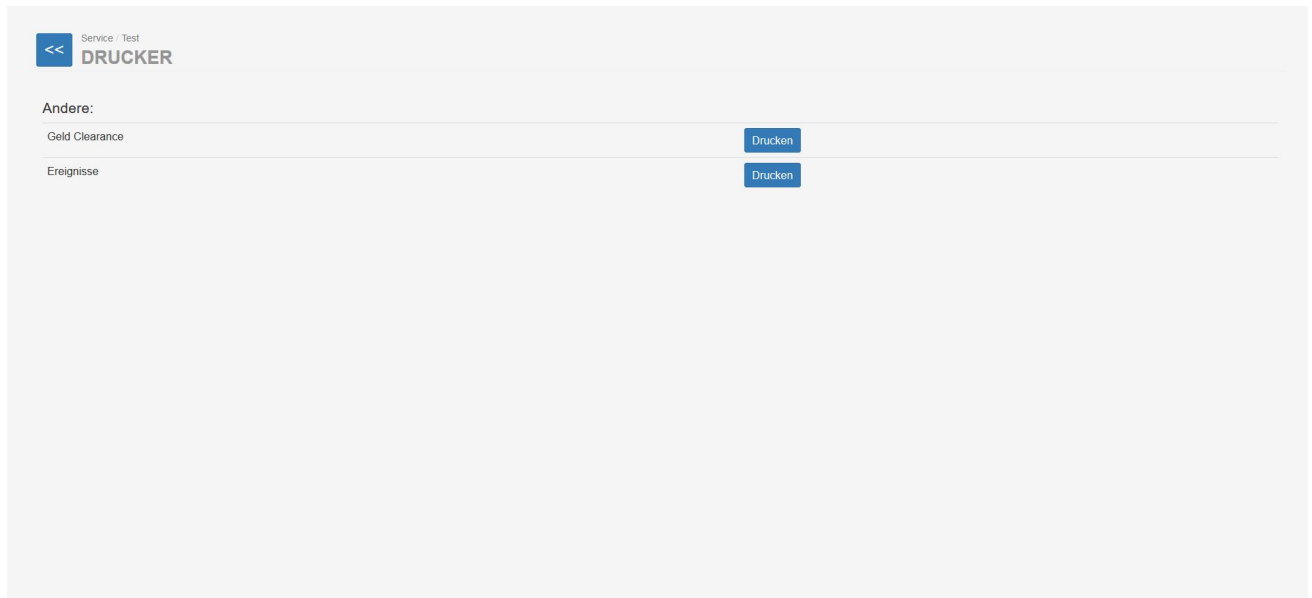 <<
Service / Test
DRUCKER
Andere:
Geld Clearance
Drucken
Ereignisse
Drucken